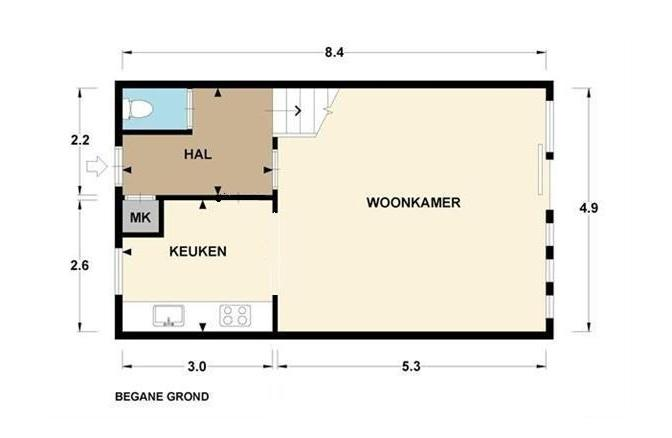 8.4
2.2
HAL
WOONKAMER
4.9
MK
KEUKEN
2.6
3.0
5.3
BEGANE GROND